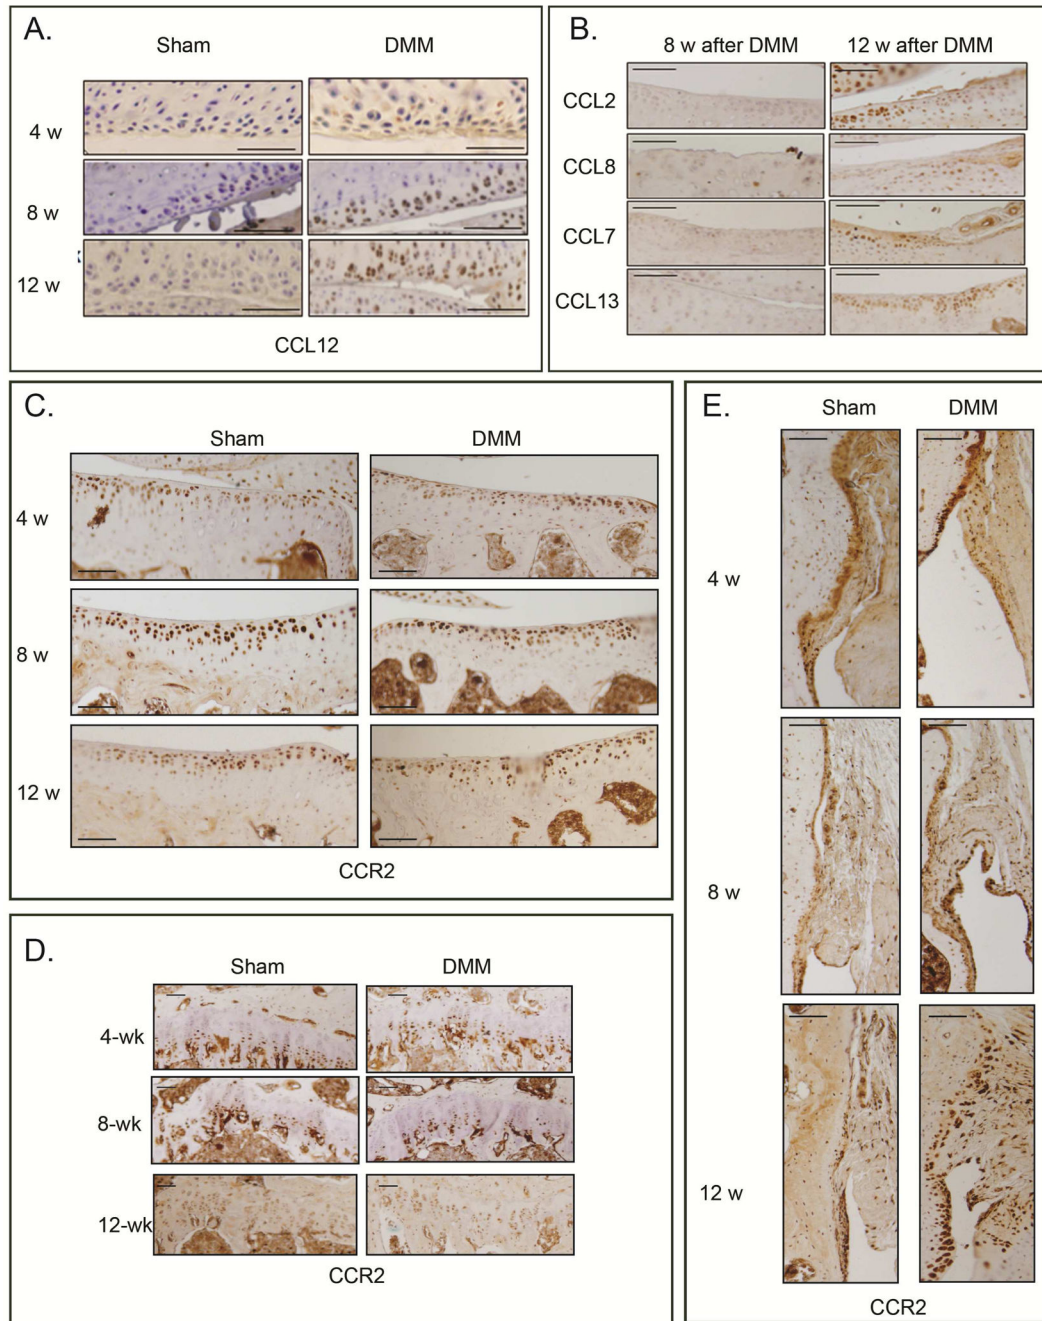 A.
Sham DMM
4 w
8 w
12 w
CCL12
B.
8 w after DMM 12 w after DMM
CCL2
CCL8
CCL7
CCL13
C.
Sham DMM
4 w
8 w
12 w
CCR2
D.
Sham DMM
4-wk
8-wk
12-wk
CCR2
E.
Sham DMM
4 w
8 w
12 w
CCR2